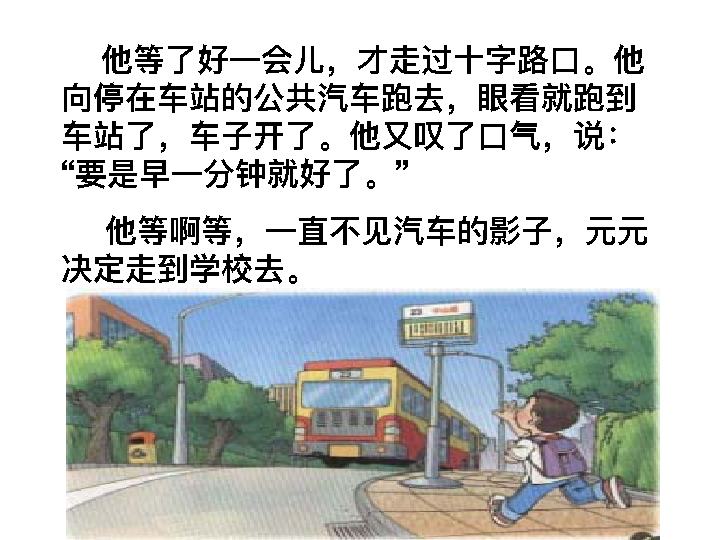 他等了好一会儿，才走过十字路口。他
向停在车站的公共汽车跑去，眼看就跑到
车站了，车子开了。他又叹了口气，说：
“要是早一分钟就好了。”
他等啊等，一直不见汽车的影子，元元
决定走到学校去。
23
23